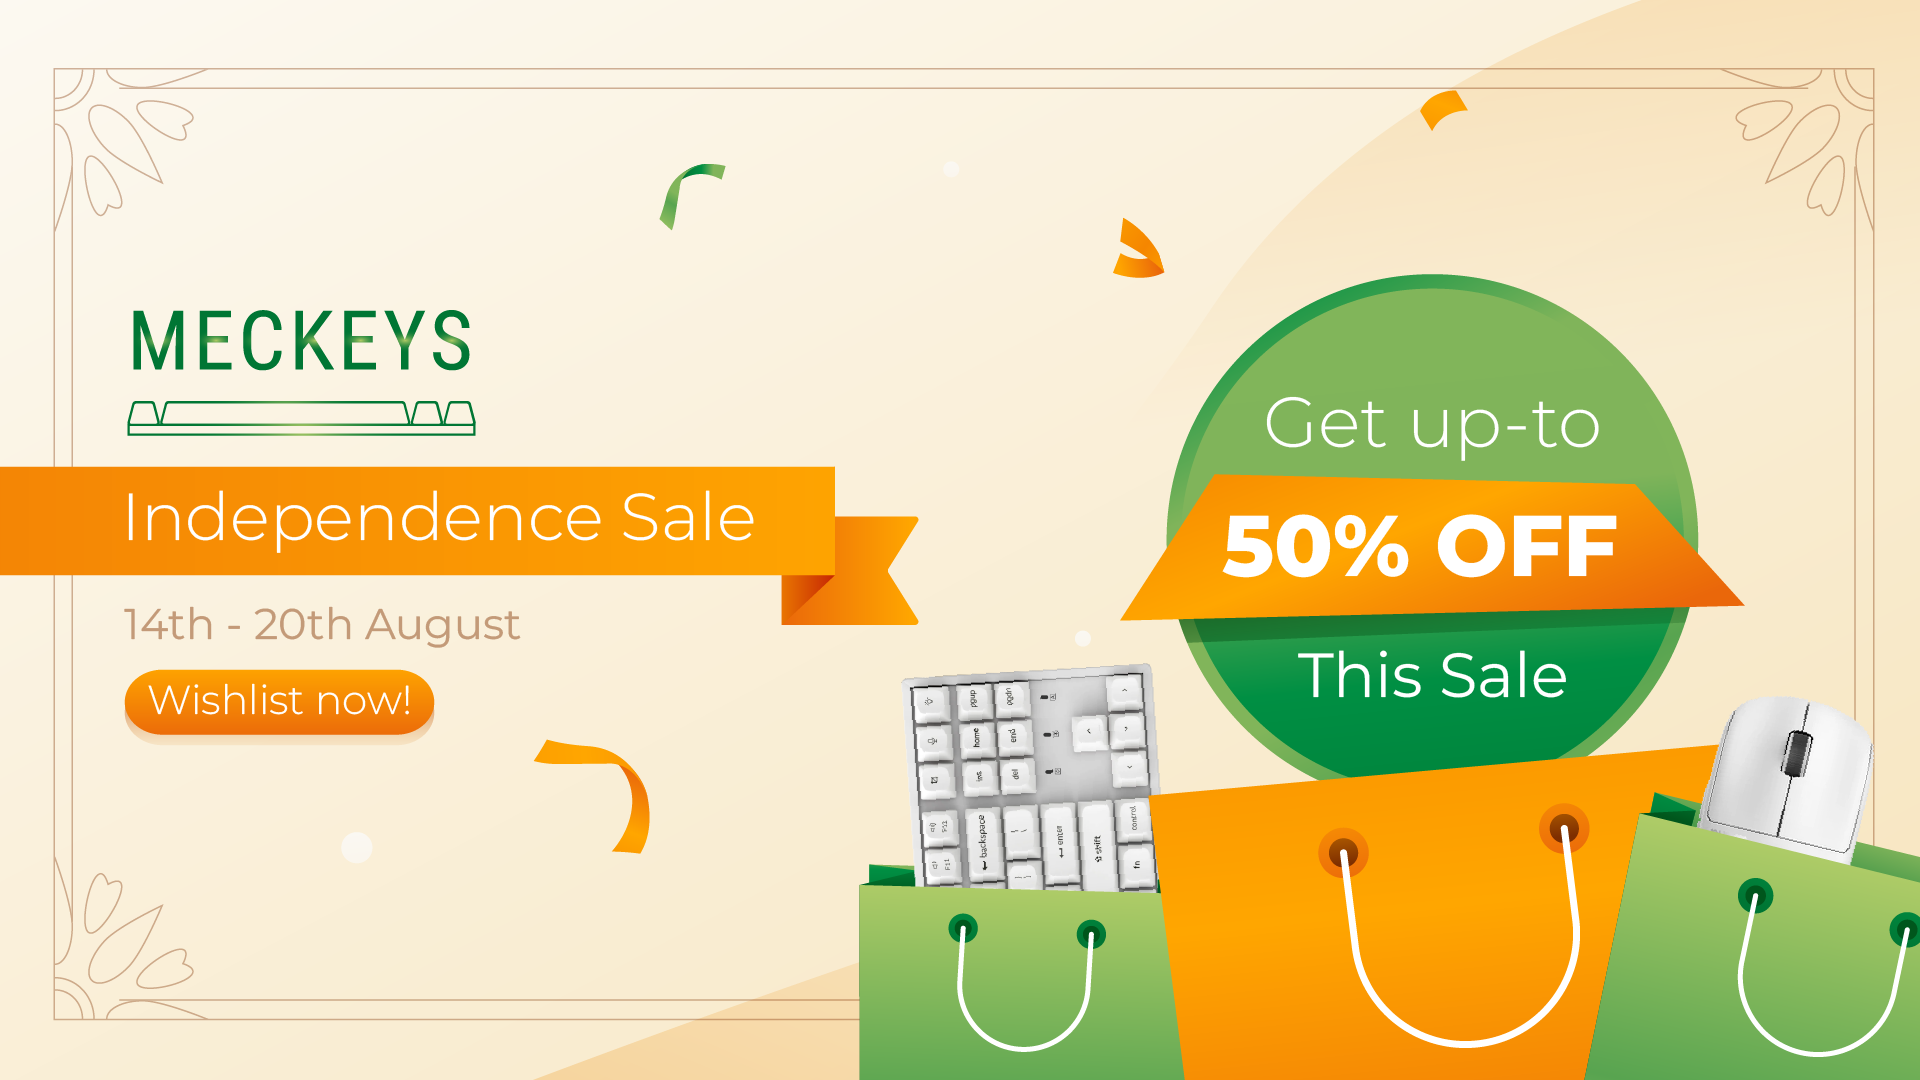 MECKEYS
Independence Sale
14th - 20th August
Wishlist now!
Get up-to
50% OFF
This Sale
pgup
pgdn
home
end
ins
del
F12
F11
backspace
enter
shift
control
fn